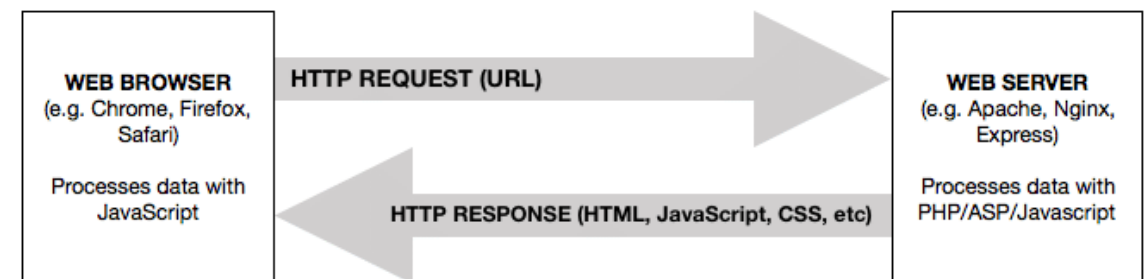 WEB BROWSER
(e.g. Chrome, Firefox,
Safari)
Processes data with
JavaScript
HTTP REQUEST (URL)
HTTP RESPONSE (HTML, JavaScript, CSS, etc)
WEB SERVER
(e.g. Apache, Nginx,
Express)
Processes data with
PHP/ASP/Javascript